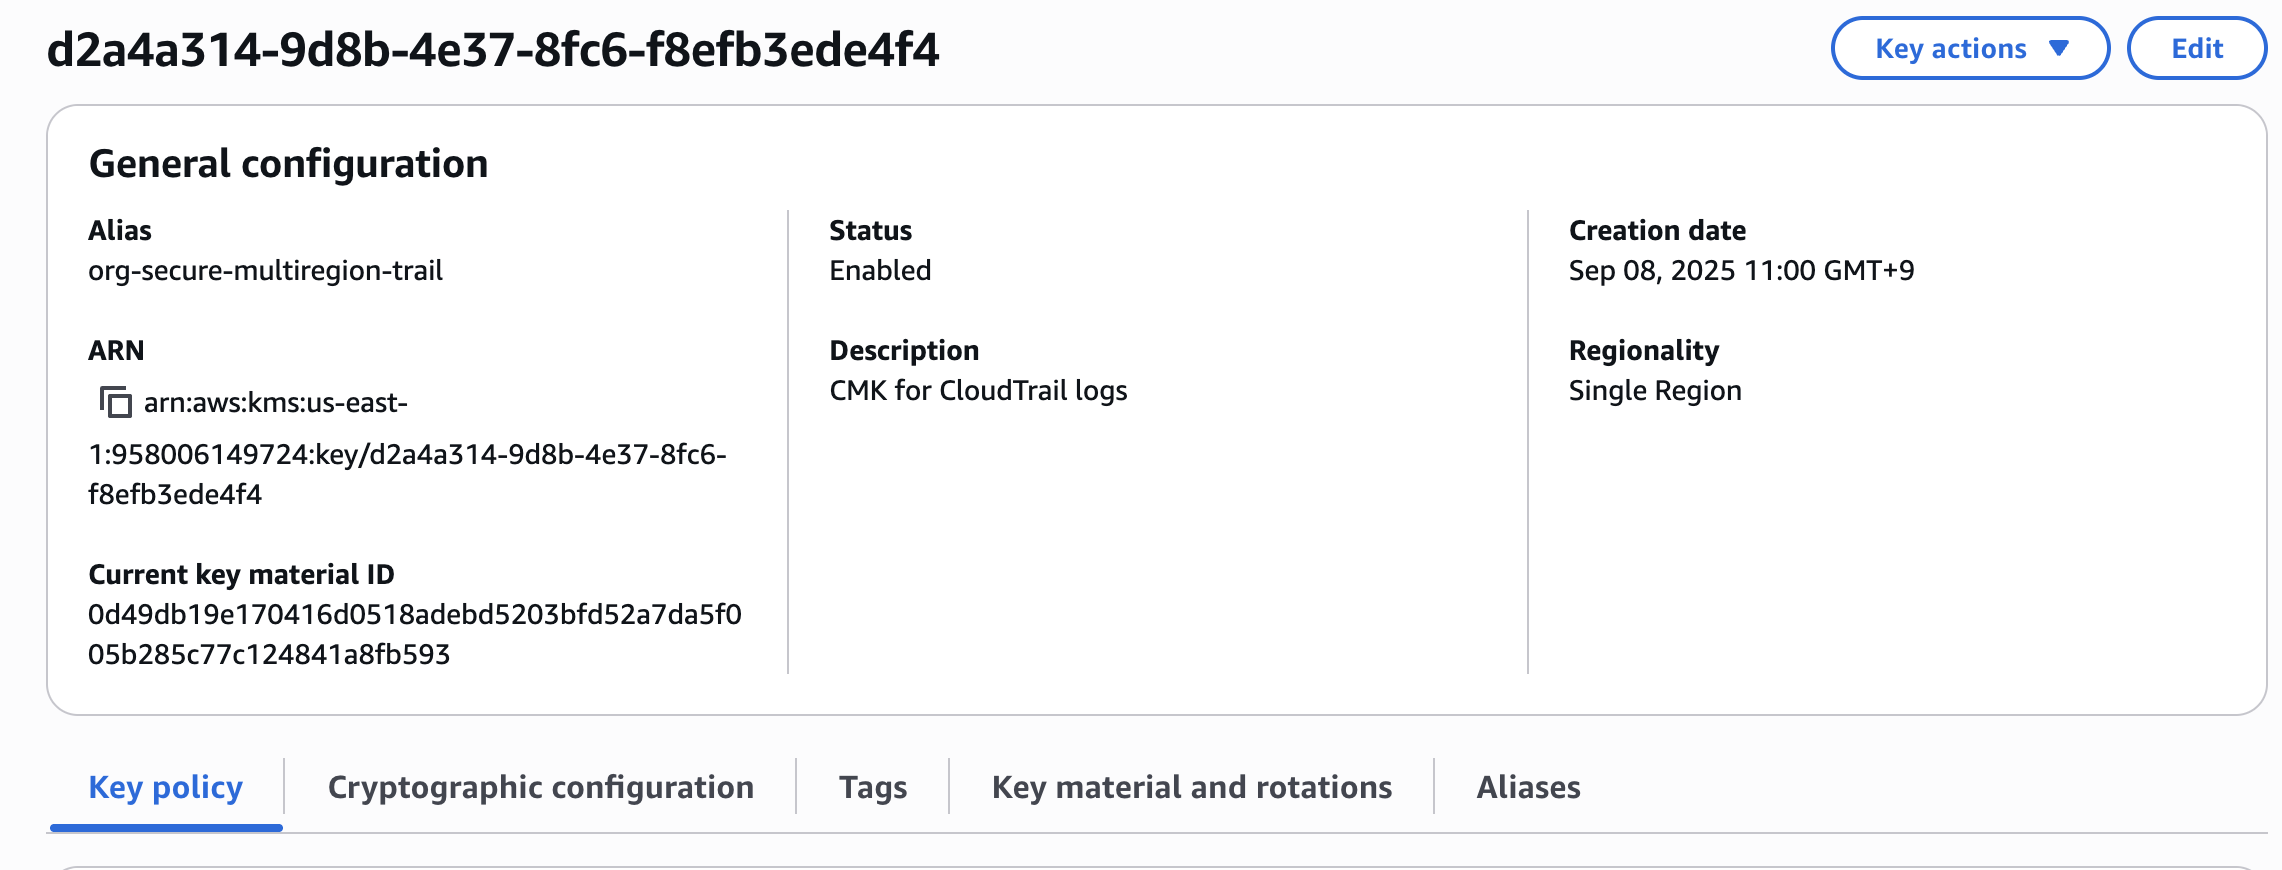 d2a4a314-9d8b-4e37-8fc6-f8efb3ede4f4
Key actions
Edit
General configuration
Alias
org-secure-multiregion-trail
ARN
arn:aws:kms:us-east-
1:958006149724:key/d2a4a314-9d8b-4e37-8fc6-
f8efb3ede4f4
Current key material ID
0d49db19e170416d0518adebd5203bfd52a7da5f0
05b285c77c124841a8fb593
Status
Enabled
Description
CMK for CloudTrail logs
Creation date
Sep 08, 2025 11:00 GMT+9
Regionality
Single Region
Key policy
Cryptographic configuration
Tags
Key material and rotations
Aliases